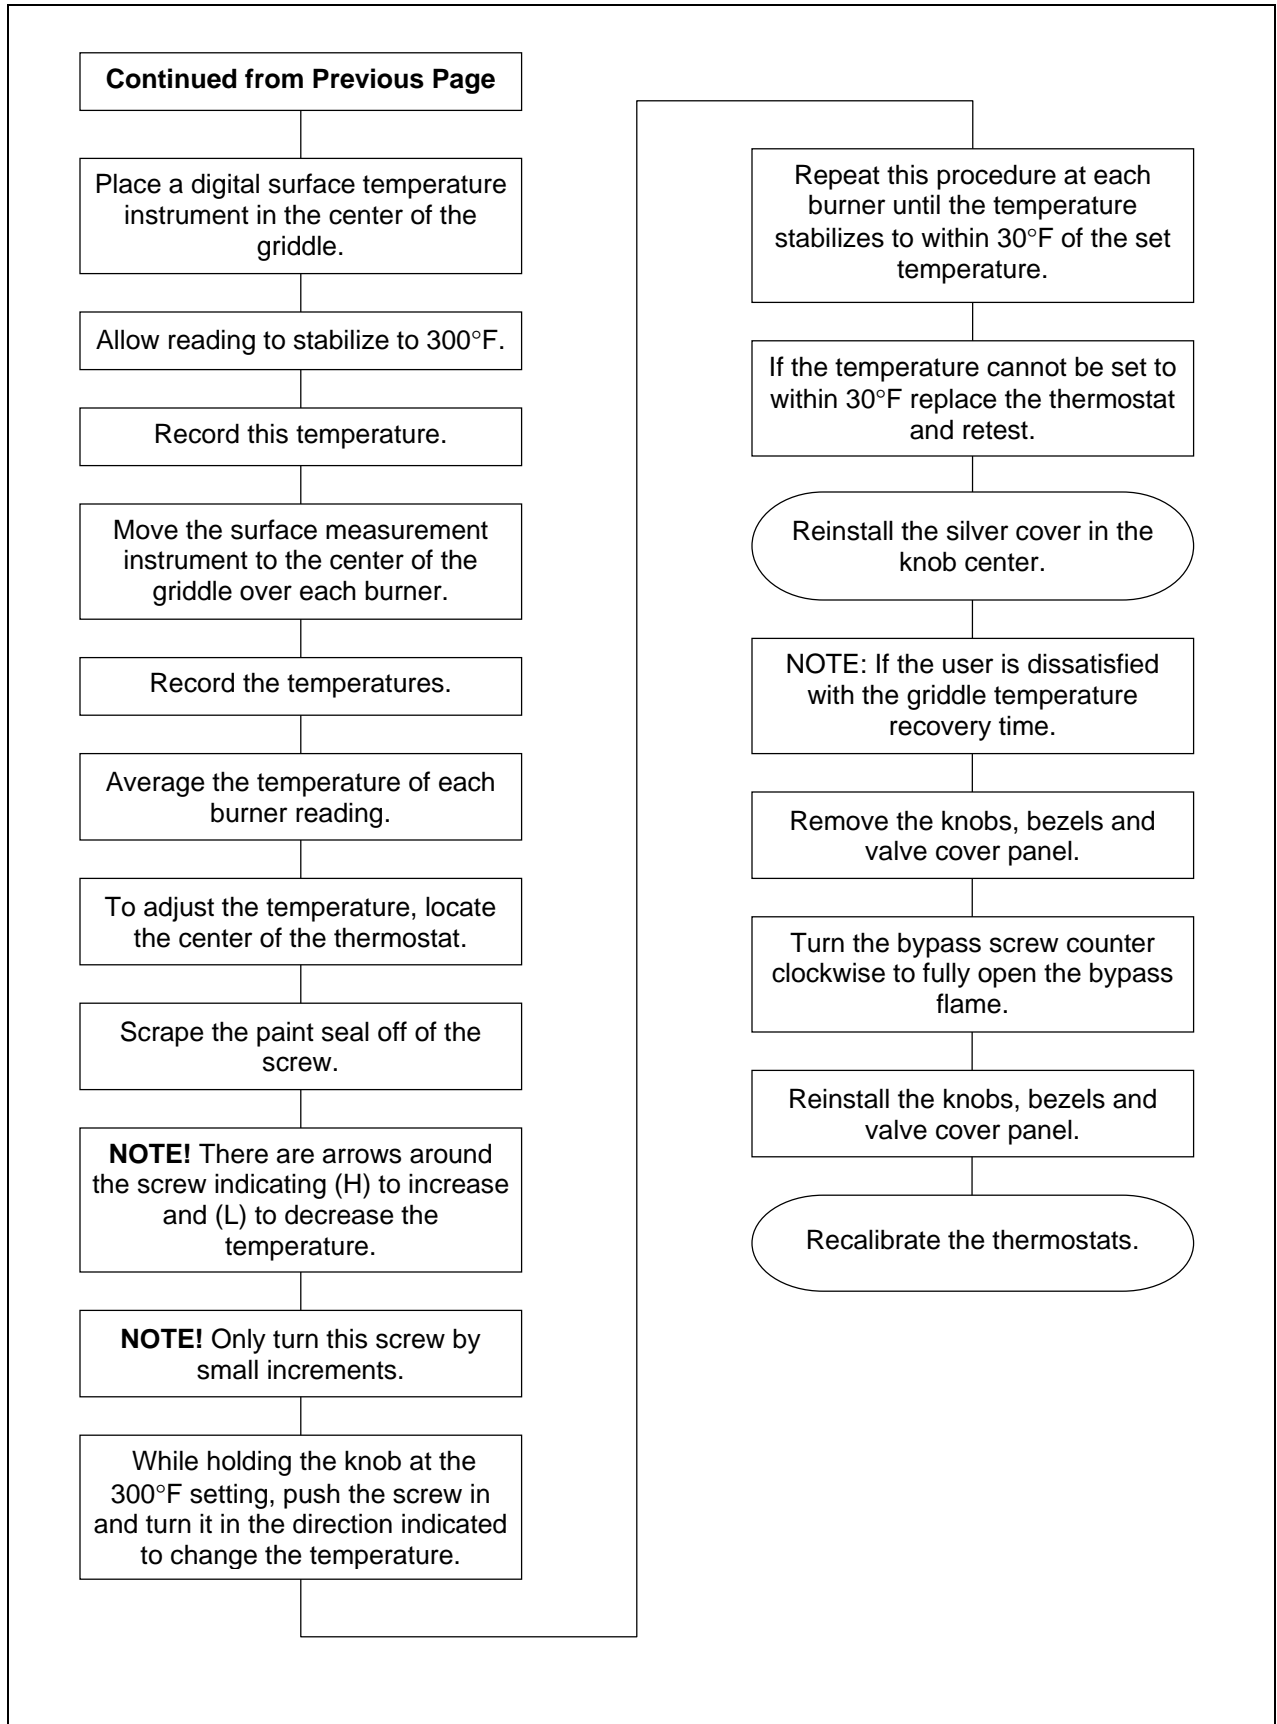 Continued from Previous Page
Place a digital surface temperature
instrument in the center of the
griddle.
Allow reading to stabilize to 300°F.
Record this temperature.
Move the surface measurement
instrument to the center of the
griddle over each burner.
Record the temperatures.
Average the temperature of each
burner reading.
To adjust the temperature, locate
the center of the thermostat.
Scrape the paint seal off of the
screw.
NOTE! There are arrows around
the screw indicating (H) to increase
and (L) to decrease the
temperature.
NOTE! Only turn this screw by
small increments.
While holding the knob at the
300°F setting, push the screw in
and turn it in the direction indicated
to change the temperature.
Repeat this procedure at each
burner until the temperature
stabilizes to within 30°F of the set
temperature.
If the temperature cannot be set to
within 30°F replace the thermostat
and retest.
Reinstall the silver cover in the
knob center.
NOTE: If the user is dissatisfied
with the griddle temperature
recovery time.
Remove the knobs, bezels and
valve cover panel.
Turn the bypass screw counter
clockwise to fully open the bypass
flame.
Reinstall the knobs, bezels and
valve cover panel.
Recalibrate the thermostats.